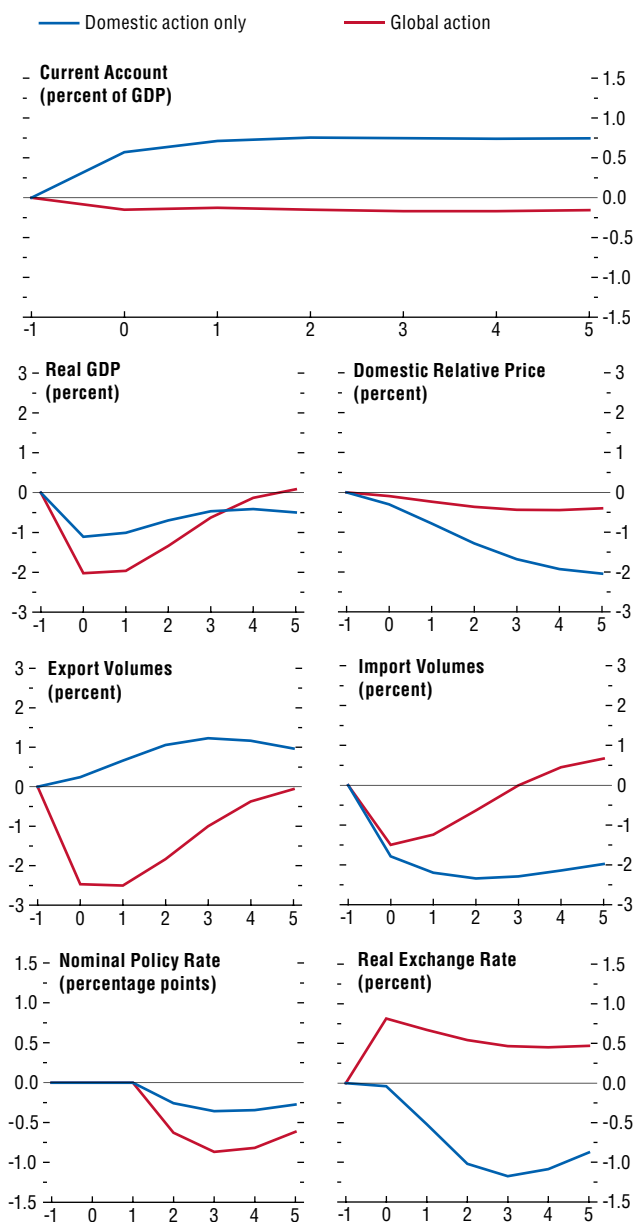 Domestic action only
Global action
Current Account
(percent of GDP)
1.5
1.0
0.5
0.0
-0.5
-1.0
-1.5
-1 0 1 2 3 4 5
Real GDP
(percent)
3
2
1
0
-1
-2
-3
-1 0 1 2 3 4 5
Domestic Relative Price
(percent)
3
2
1
0
-1
-2
-3
-1 0 1 2 3 4 5
Export Volumes
(percent)
3
2
1
0
-1
-2
-3
-1 0 1 2 3 4 5
Import Volumes
(percent)
3
2
1
0
-1
-2
-3
-1 0 1 2 3 4 5
Nominal Policy Rate
(percentage points)
1.5
1.0
0.5
0.0
-0.5
-1.0
-1.5
-1 0 1 2 3 4 5
Real Exchange Rate
(percent)
1.5
1.0
0.5
0.0
-0.5
-1.0
-1.5
-1 0 1 2 3 4 5